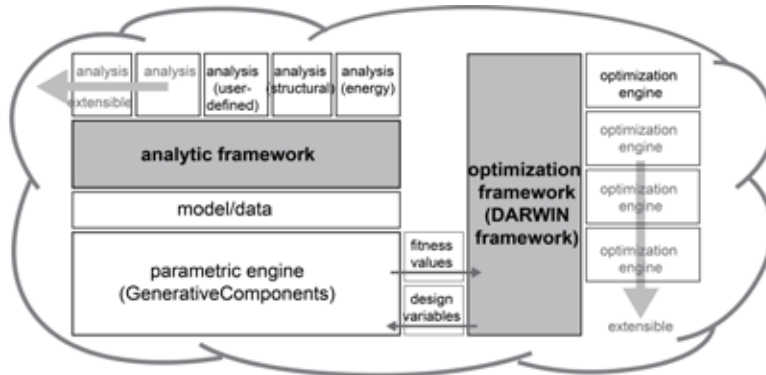 analysis
extensible
analysis
analysis
(user-
defined)
analysis
(structural)
analysis
(energy)
analytic framework
model/data
parametric engine
(GenerativeComponents)
fitness
values
design
variables
optimization
framework
(DARWIN
framework)
optimization
engine
optimization
engine
optimization
engine
optimization
engine
extensible